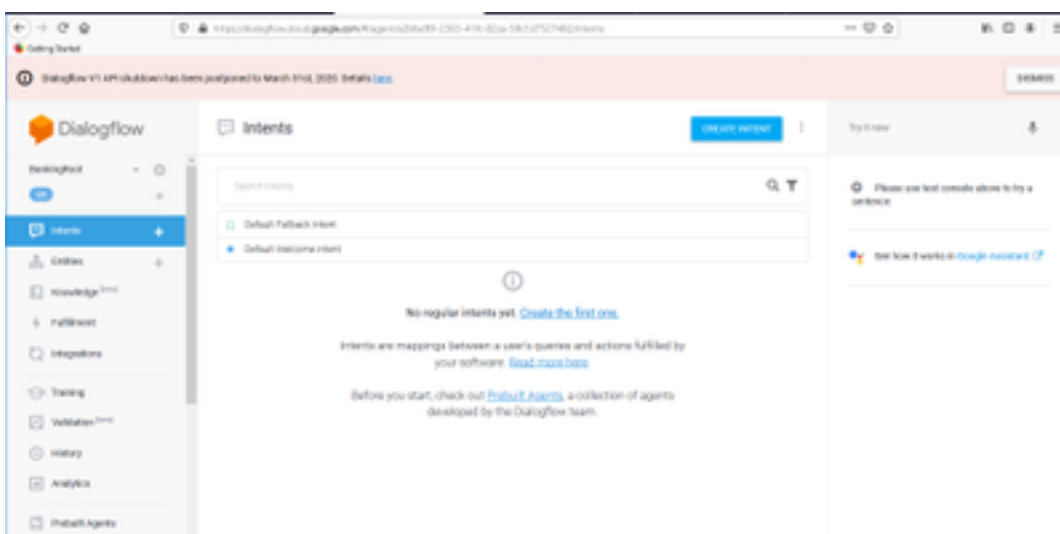 Getting Started
Dialogflow V1 API shutdown has been postponed to March 31st, 2020. Details here.
DISMISS
Dialogflow
Intents
CREATE INTENT
Try it now
en
Search intents
Please use test console above to try a sentence.
Intents
Default Fallback Intent
Default Welcome Intent
See how it works in Google Assistant.
Entities
Knowledge [beta]
No regular intents yet. Create the first one.
Fulfillment
Intents are mappings between a user's queries and actions fulfilled by
your software. Read more here.
Integrations
Training
Before you start, check out Prebuilt Agents, a collection of agents
developed by the Dialogflow team.
Validation [beta]
History
Analytics
Prebuilt Agents